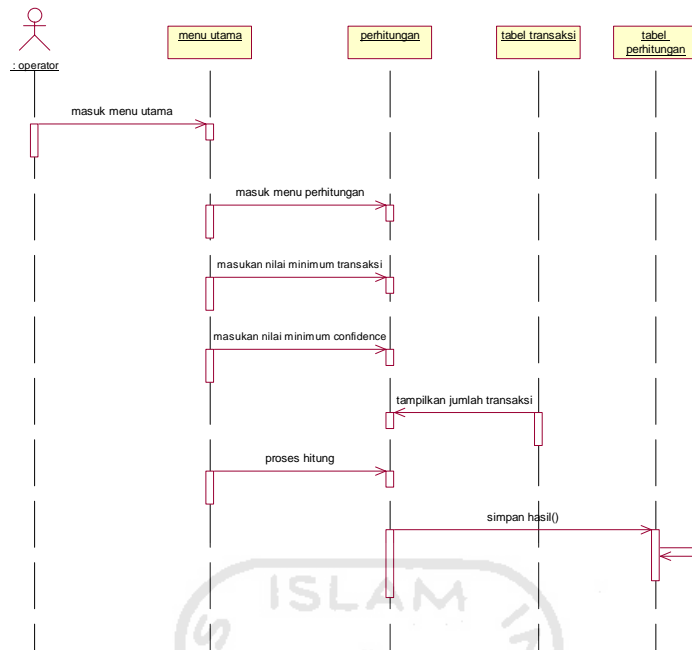 : operator
menu utama
perhitungan
tabel transaksi
tabel
perhitungan
masuk menu utama
masuk menu perhitungan
masukan nilai minimum transaksi
masukan nilai minimum confidence
tampilkan jumlah transaksi
proses hitung
simpan hasil()
ISLAM